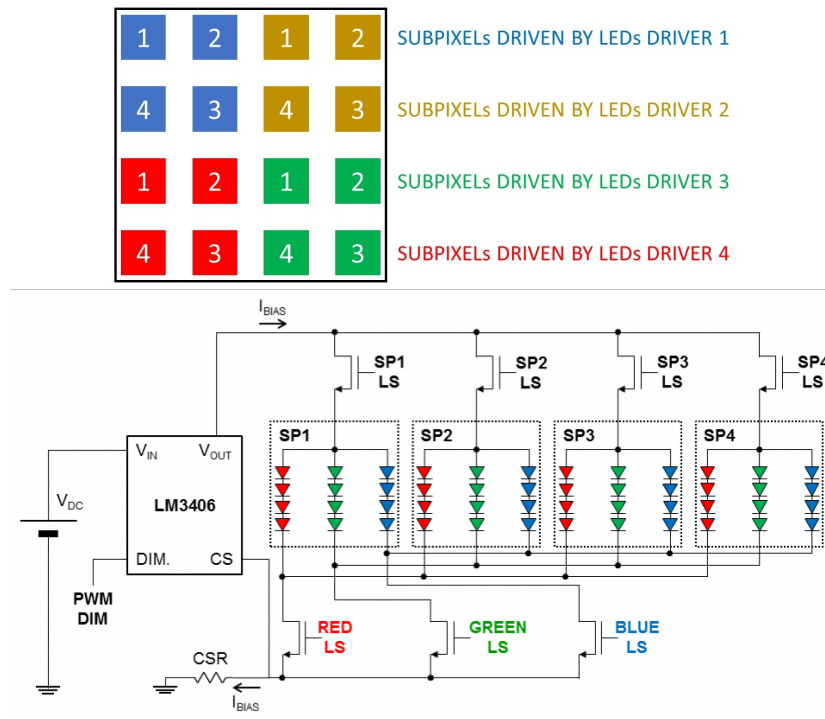 1 2 1 2 SUBPIXELs DRIVEN BY LEDs DRIVER 1
4 3 4 3 SUBPIXELs DRIVEN BY LEDs DRIVER 2
1 2 1 2 SUBPIXELs DRIVEN BY LEDs DRIVER 3
4 3 4 3 SUBPIXELs DRIVEN BY LEDs DRIVER 4
IBIAS
SP1
LS
SP2
LS
SP3
LS
SP4
LS
SP1
SP2
SP3
SP4
VIN
VOUT
VDC
LM3406
DIM.
CS
PWM
DIM
RED
LS
GREEN
LS
BLUE
LS
CSR
IBIAS